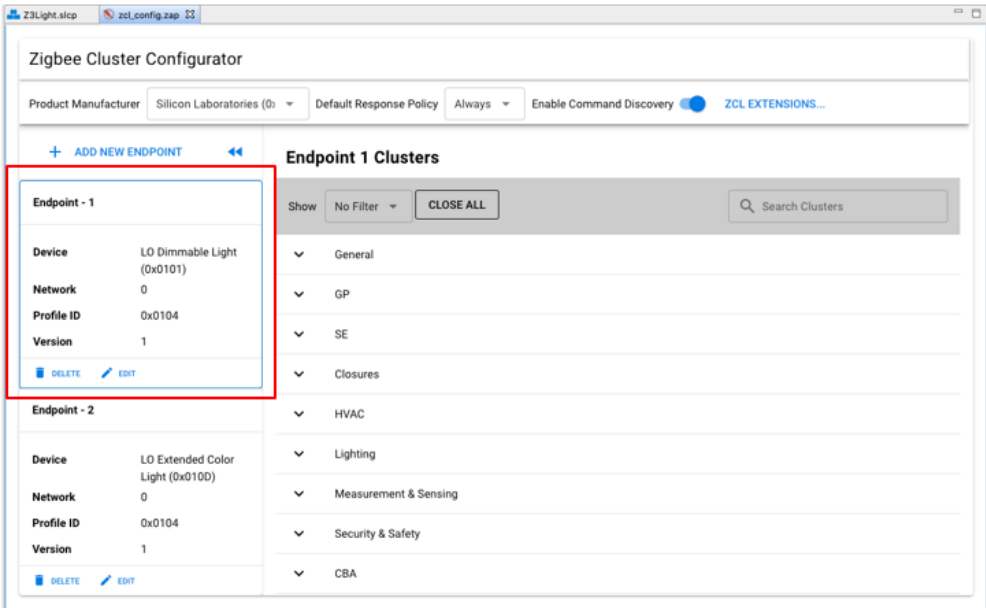 Z3Light.slcp
zcl_config.zap
Zigbee Cluster Configurator
Product Manufacturer Silicon Laboratories (0x Default Response Policy Always Enable Command Discovery ZCL EXTENSIONS...
ADD NEW ENDPOINT
Endpoint - 1
Device LO Dimmable Light
(0x0101)
Network 0
Profile ID 0x0104
Version 1
DELETE EDIT
Endpoint - 2
Device LO Extended Color
Light (0x010D)
Network 0
Profile ID 0x0104
Version 1
DELETE EDIT
Endpoint 1 Clusters
Show No Filter CLOSE ALL Search Clusters
General
GP
SE
Closures
HVAC
Lighting
Measurement & Sensing
Security & Safety
CBA